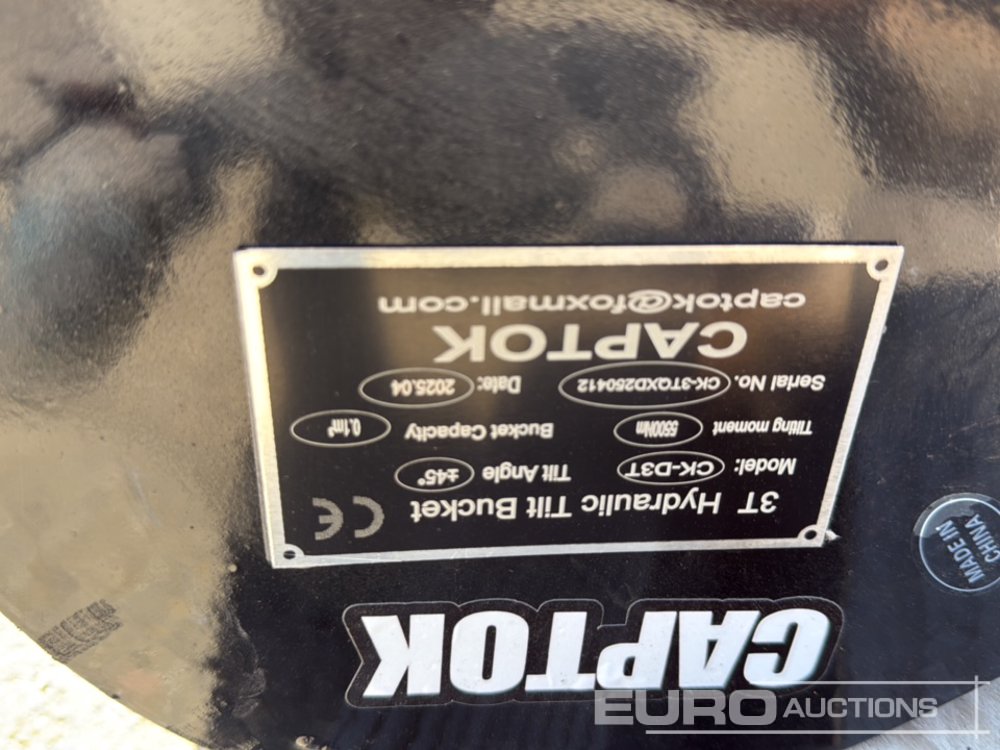 CAPTOK
3T Hydraulic Tilt Bucket CE
Model: CK-D3T Tilt Angle ±45°
Tilting moment 5500Nm Bucket Capacity 0.1m³
Serial No. CK-3TQXD250412 Date: 2025.04
CAPTOK
captok@foxmail.com
MADE IN
CHINA
EURO AUCTIONS